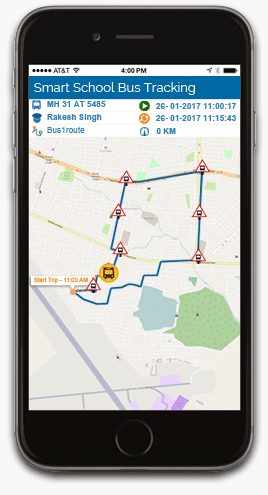 AT&T 4:00 PM
Smart School Bus Tracking
MH 31 AT 5485 26- 01-2017 11:00:17
Rakesh Singh 26- 01-2017 11:15:43
Bus1route 0 KM
Start Trip - 11:00 AM